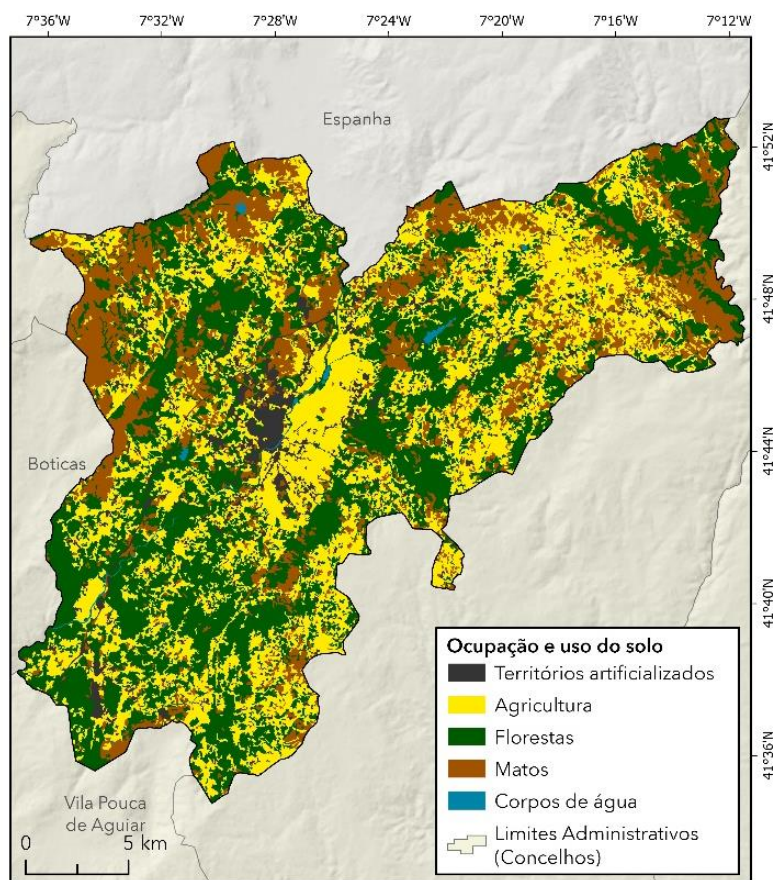 7°36'W
7°32'W
7°28'W
7°24'W
7°20'W
7°16'W
7°12'W
Espanha
41°52'N
41°48'N
41°44'N
Boticas
41°40'N
Ocupação e uso do solo
Territórios artificializados
Agricultura
Florestas
Matos
Corpos de água
Limites Administrativos
(Concelhos)
41°36'N
Vila Pouca
de Aguiar
0 5 km